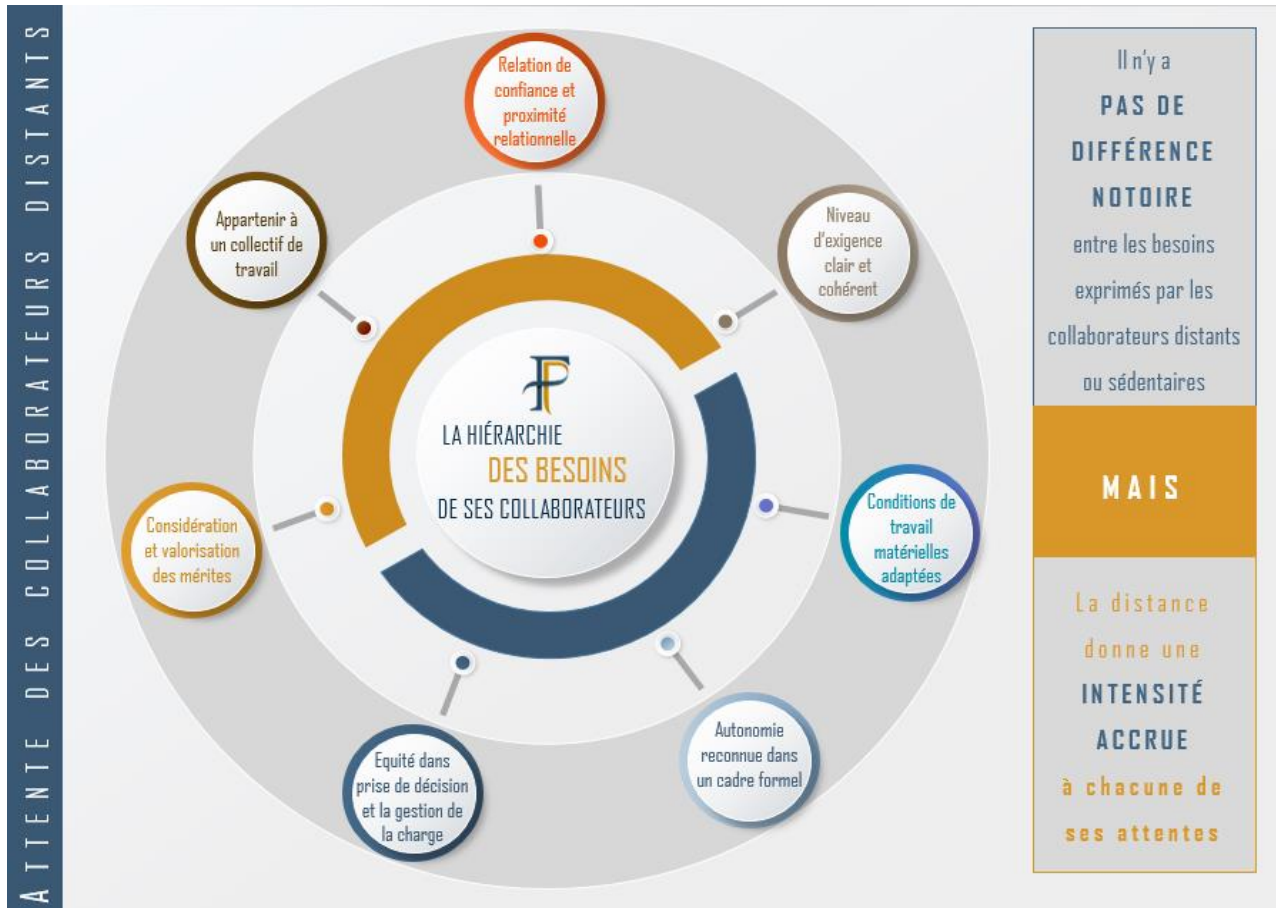 ATTENTE DES COLLABORATEURS DISTANTS
Relation de
confiance et
proximité
relationnelle
Niveau
d'exigence
clair et
cohérent
Conditions de
travail
matérielles
adaptées
Autonomie
reconnue dans
un cadre formel
Equité dans
prise de décision
et la gestion de
la charge
Considération
et valorisation
des mérites
Appartenir à
un collectif de
travail
LA HIÉRARCHIE
DES BESOINS
DE SES COLLABORATEURS
Il n'y a
PAS DE
DIFFÉRENCE
NOTOIRE
entre les besoins
exprimés par les
collaborateurs distants
ou sédentaires
MAIS
La distance
donne une
INTENSITÉ
ACCRUE
à chacune de
ses attentes